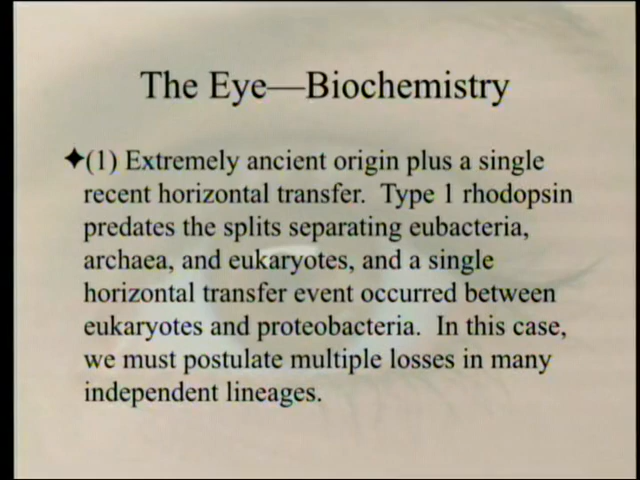 The Eye—Biochemistry
✦(1) Extremely ancient origin plus a single
recent horizontal transfer.  Type 1 rhodopsin
predates the splits separating eubacteria,
archaea, and eukaryotes, and a single
horizontal transfer event occurred between
eukaryotes and proteobacteria.  In this case,
we must postulate multiple losses in many
independent lineages.